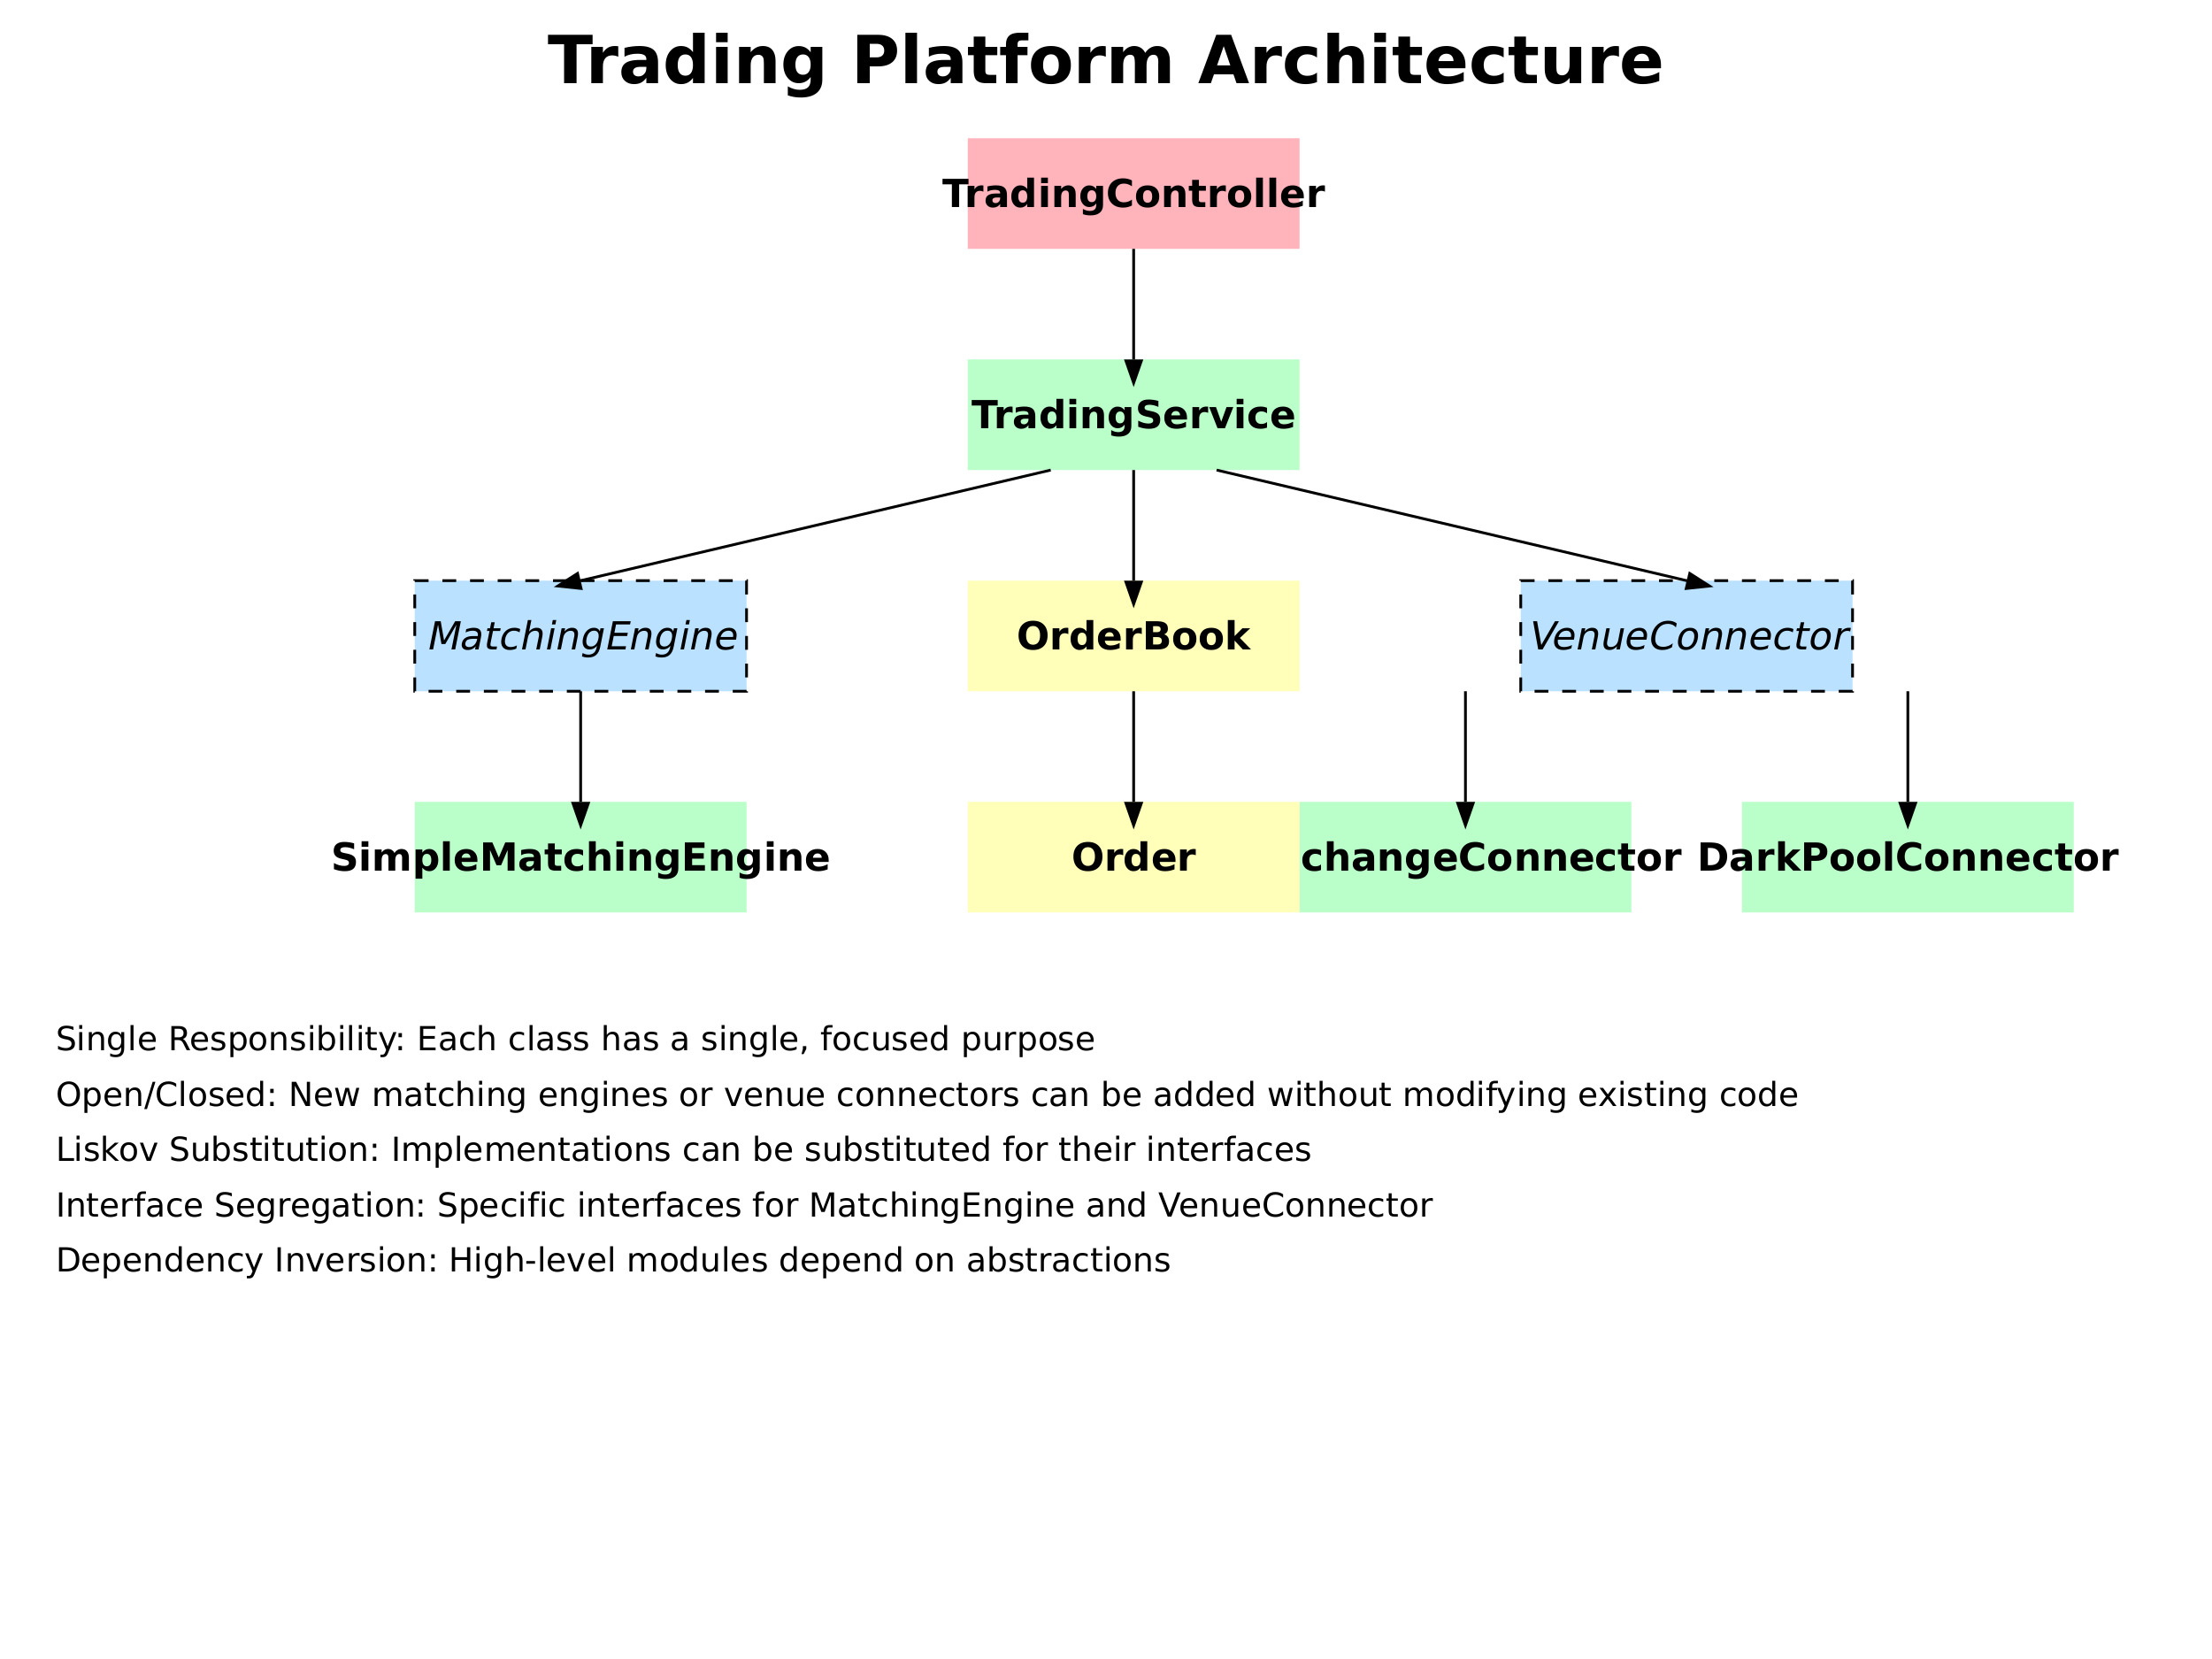 Trading Platform Architecture
TradingController
TradingService
MatchingEngine
OrderBook
VenueConnector
SimpleMatchingEngine
Order
changeConnector
DarkPoolConnector
Single Responsibility: Each class has a single, focused purpose
Open/Closed: New matching engines or venue connectors can be added without modifying existing code
Liskov Substitution: Implementations can be substituted for their interfaces
Interface Segregation: Specific interfaces for MatchingEngine and VenueConnector
Dependency Inversion: High-level modules depend on abstractions